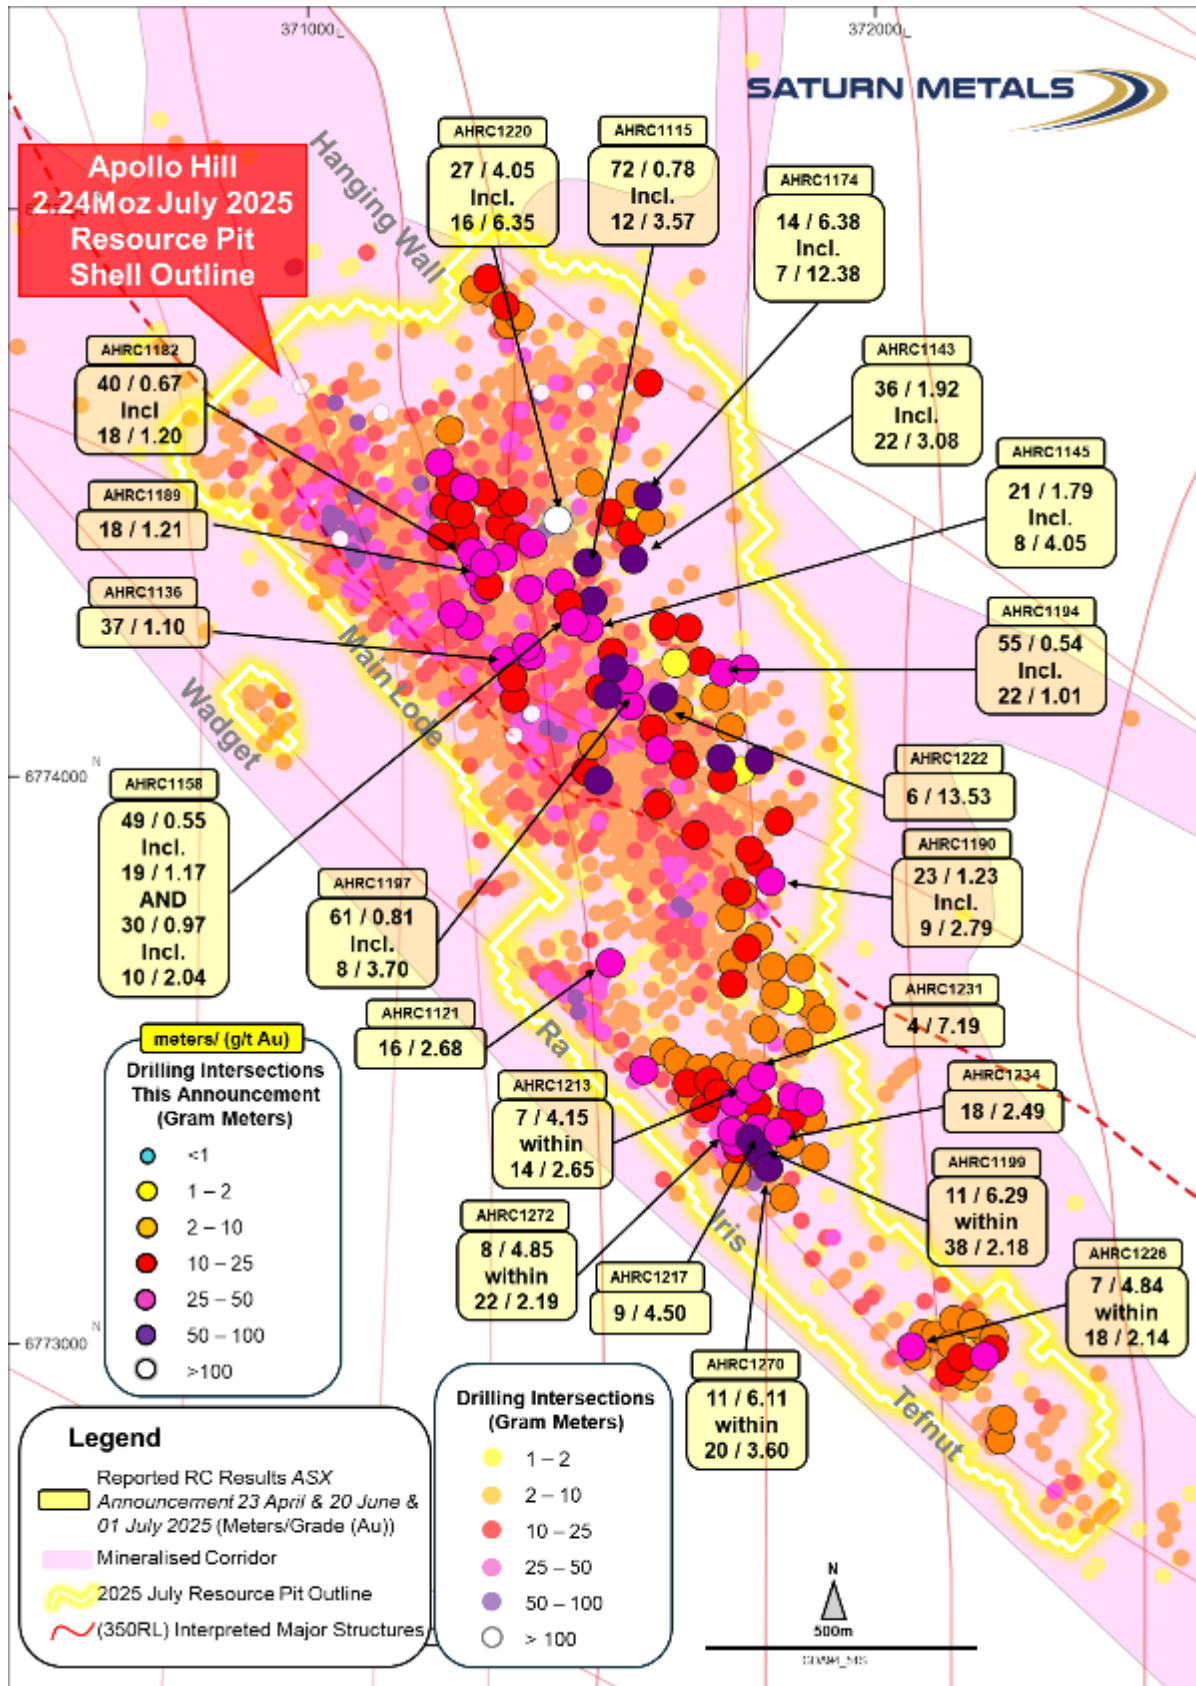 371000
372000
SATURN METALS
Apollo Hill
2.24Moz July 2025
Resource Pit
Shell Outline
Hanging Wall
AHRC1220
27 / 4.05
Incl.
16 / 6.35
AHRC1115
72 / 0.78
Incl.
12 / 3.57
AHRC1174
14 / 6.38
Incl.
7 / 12.38
AHRC1182
40 / 0.67
Incl
18 / 1.20
AHRC1143
36 / 1.92
Incl.
22 / 3.08
AHRC1145
21 / 1.79
Incl.
8 / 4.05
AHRC1189
18 / 1.21
AHRC1136
37 / 1.10
AHRC1194
55 / 0.54
Incl.
22 / 1.01
Main Lode
Wadget
6774000 N
AHRC1158
49 / 0.55
Incl.
19 / 1.17
AND
30 / 0.97
Incl.
10 / 2.04
AHRC1222
6 / 13.53
AHRC1190
23 / 1.23
Incl.
9 / 2.79
AHRC1197
61 / 0.81
Incl.
8 / 3.70
AHRC1121
16 / 2.68
Ra
AHRC1231
4 / 7.19
AHRC1213
7 / 4.15
within
14 / 2.65
AHRC1234
18 / 2.49
AHRC1199
11 / 6.29
within
38 / 2.18
AHRC1272
8 / 4.85
within
22 / 2.19
Iris
AHRC1217
9 / 4.50
AHRC1226
7 / 4.84
within
18 / 2.14
AHRC1270
11 / 6.11
within
20 / 3.60
Tefnut
meters/ (g/t Au)
Drilling Intersections
This Announcement
(Gram Meters)
<1
1 – 2
2 – 10
10 – 25
25 – 50
50 – 100
>100
6773000 N
Legend
Reported RC Results ASX
Announcement 23 April & 20 June &
01 July 2025 (Meters/Grade (Au))
Mineralised Corridor
2025 July Resource Pit Outline
(350RL) Interpreted Major Structures
Drilling Intersections
(Gram Meters)
1 – 2
2 – 10
10 – 25
25 – 50
50 – 100
> 100
N
500m